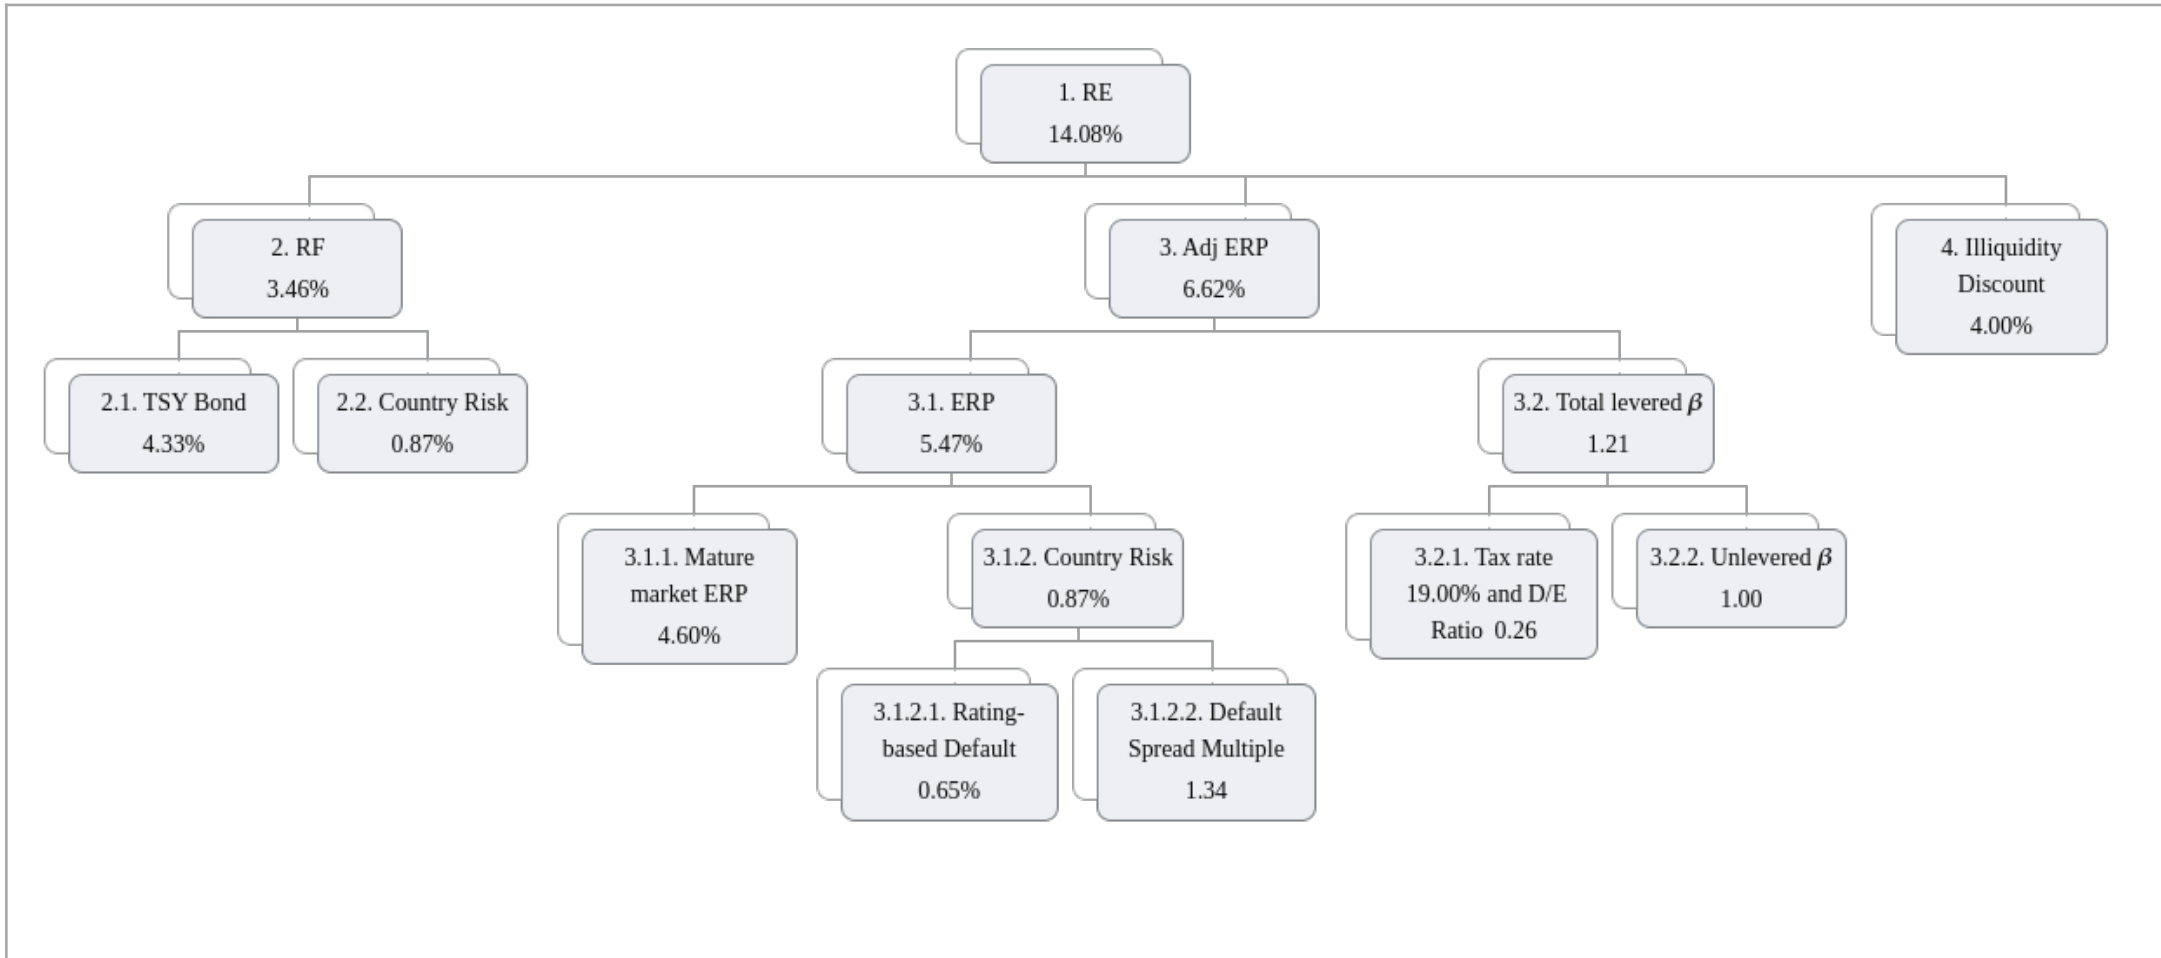 1. RE
14.08%
2. RF
3.46%
3. Adj ERP
6.62%
4. Illiquidity
Discount
4.00%
2.1. TSY Bond
4.33%
2.2. Country Risk
0.87%
3.1. ERP
5.47%
3.2. Total levered β
1.21
3.1.1. Mature
market ERP
4.60%
3.1.2. Country Risk
0.87%
3.2.1. Tax rate
19.00% and D/E
Ratio  0.26
3.2.2. Unlevered β
1.00
3.1.2.1. Rating-
based Default
0.65%
3.1.2.2. Default
Spread Multiple
1.34